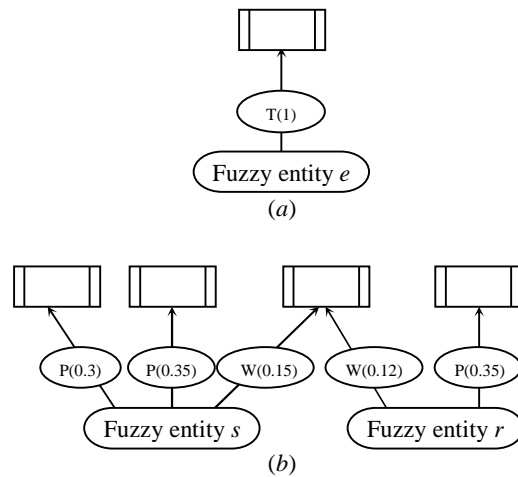 T(1)
Fuzzy entity e
(a)
P(0.3) P(0.35) W(0.15) W(0.12) P(0.35)
Fuzzy entity s Fuzzy entity r
(b)